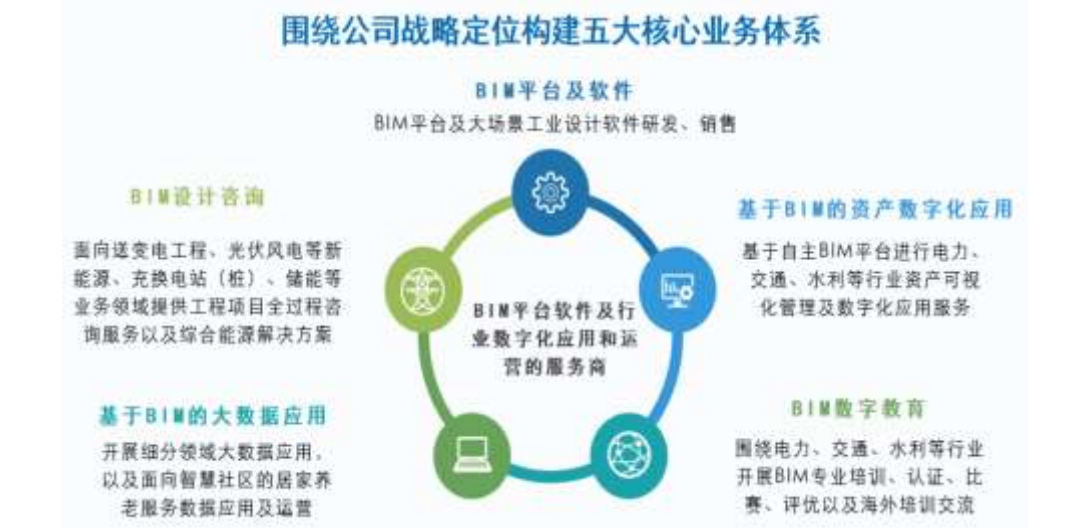 围绕公司战略定位构建五大核心业务体系
BIM平台及软件
BIM平台及大场景工业设计软件研发、销售
BIM设计咨询
面向送变电工程、光伏风电等新
能源、充换电站（桩）、储能等
业务领域提供工程项目全过程咨
询服务以及综合能源解决方案
基于BIM的资产数字化应用
基于自主BIM平台进行电力、
交通、水利等行业资产可视
化管理及数字化应用服务
BIM平台软件及行
业数字化应用和运
营的服务商
基于BIM的大数据应用
开展细分领域大数据应用，
以及面向智慧社区的居家养
老服务数据应用及运营
BIM数字教育
围绕电力、交通、水利等行业
开展BIM专业培训、认证、比
赛、评优以及海外培训交流